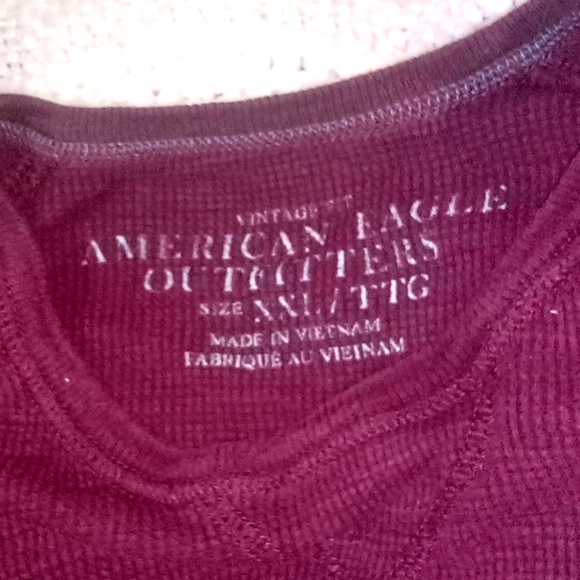 VINTAGE FIT
AMERICAN EAGLE
OUTFITTERS
SIZE XXL/TTG
MADE IN VIETNAM
FABRIQUÉ AU VIETNAM